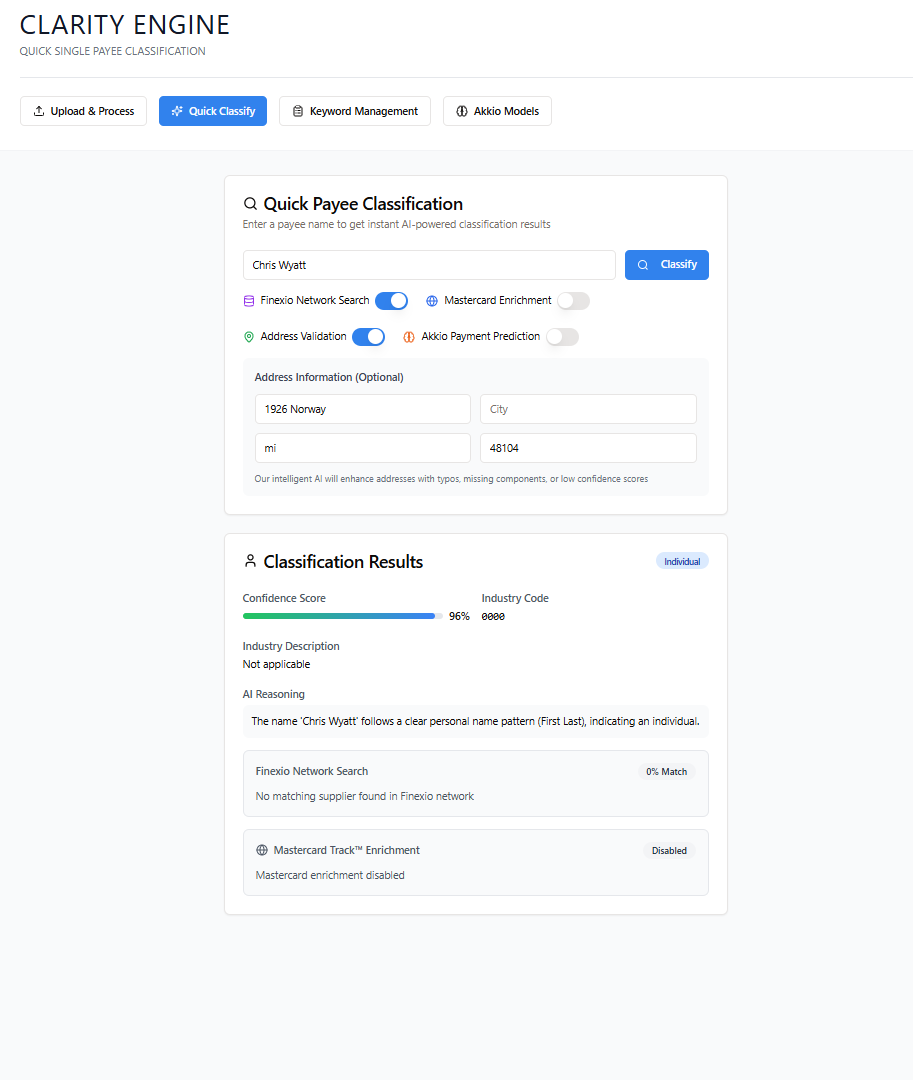 CLARITY ENGINE
QUICK SINGLE PAYEE CLASSIFICATION
Upload & Process
Quick Classify
Keyword Management
Akkio Models
Quick Payee Classification
Enter a payee name to get instant AI-powered classification results
Chris Wyatt
Classify
Finexio Network Search
Mastercard Enrichment
Address Validation
Akkio Payment Prediction
Address Information (Optional)
1926 Norway
City
mi
48104
Our intelligent AI will enhance addresses with typos, missing components, or low confidence scores
Classification Results
Individual
Confidence Score
96%
Industry Code
0000
Industry Description
Not applicable
AI Reasoning
The name 'Chris Wyatt' follows a clear personal name pattern (First Last), indicating an individual.
Finexio Network Search
0% Match
No matching supplier found in Finexio network
Mastercard Track™ Enrichment
Disabled
Mastercard enrichment disabled